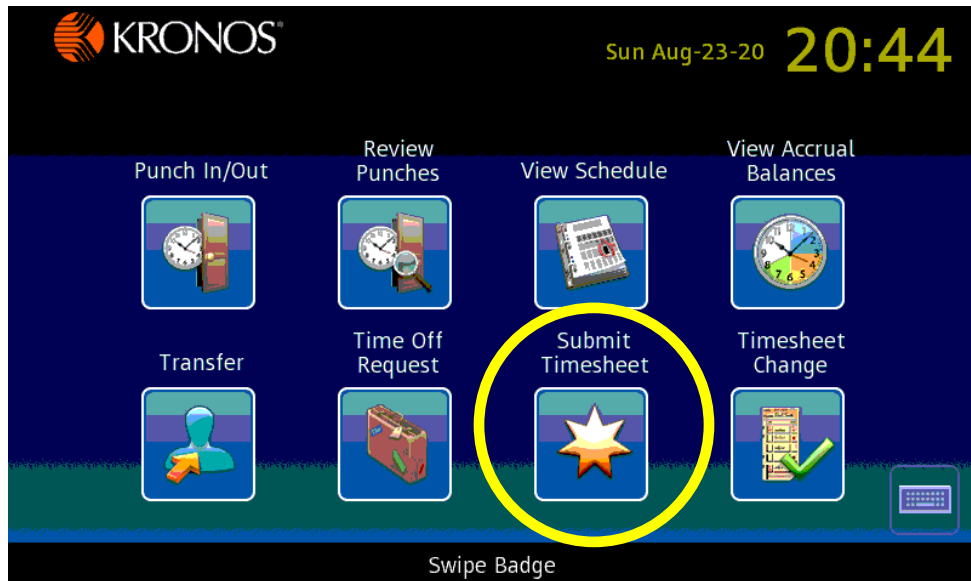 KRONOS
Sun Aug-23-20 20:44
Punch In/Out
Review
Punches
View Schedule
View Accrual
Balances
Transfer
Time Off
Request
Submit
Timesheet
Timesheet
Change
Swipe Badge